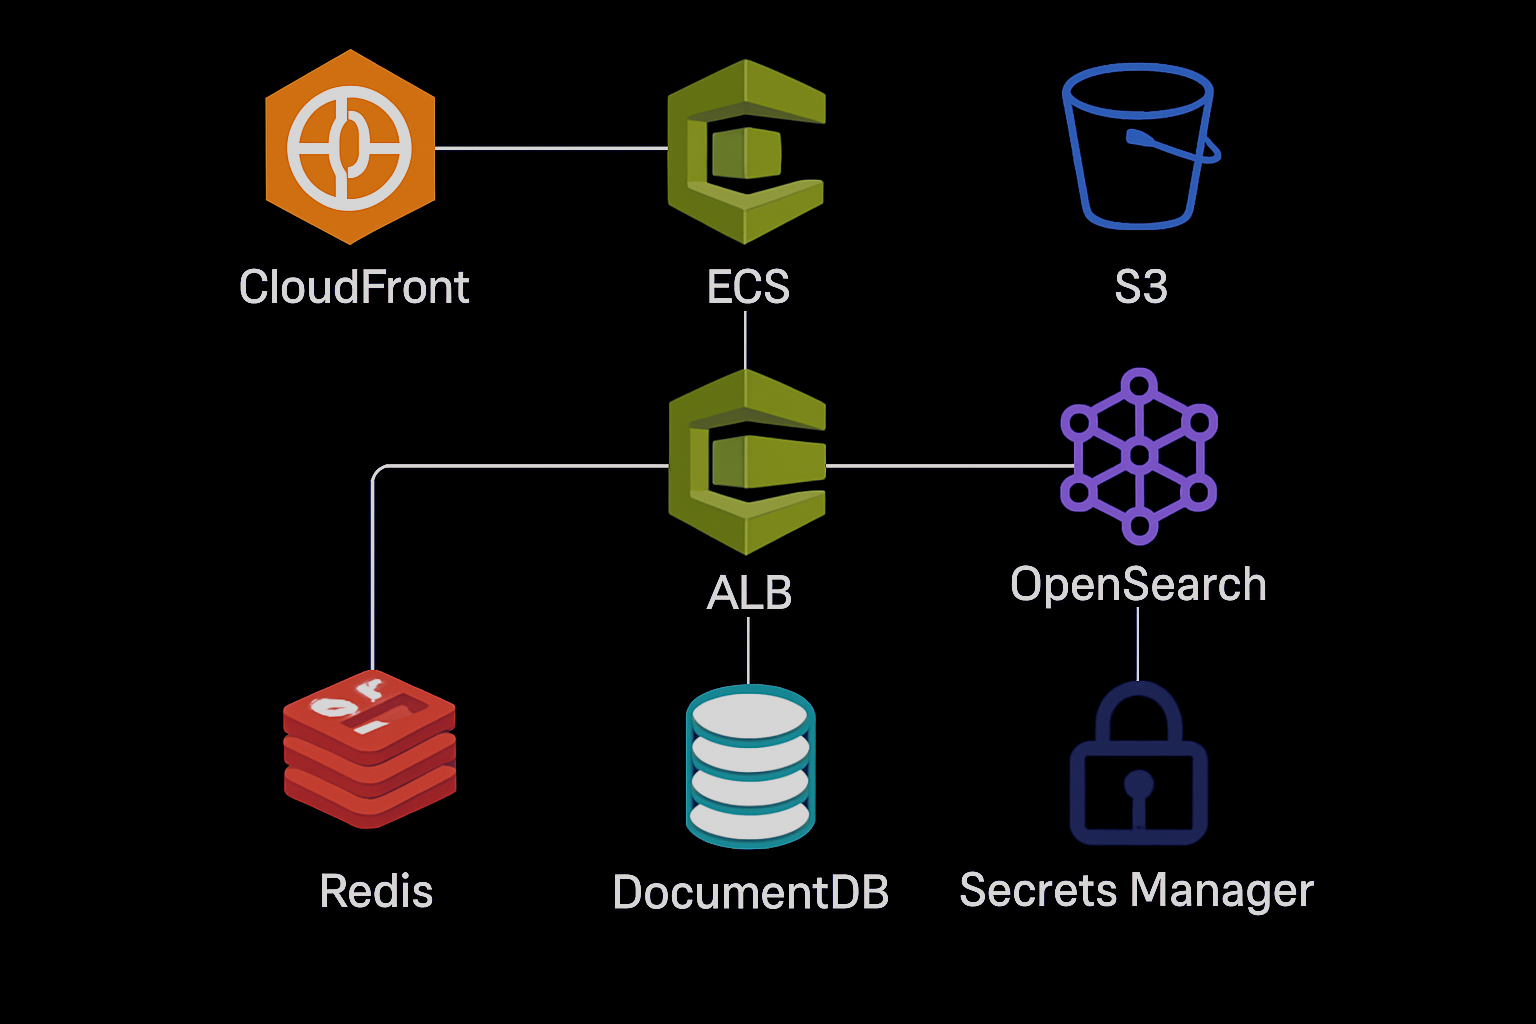 CloudFront
ECS
S3
ALB
OpenSearch
Redis
DocumentDB
Secrets Manager